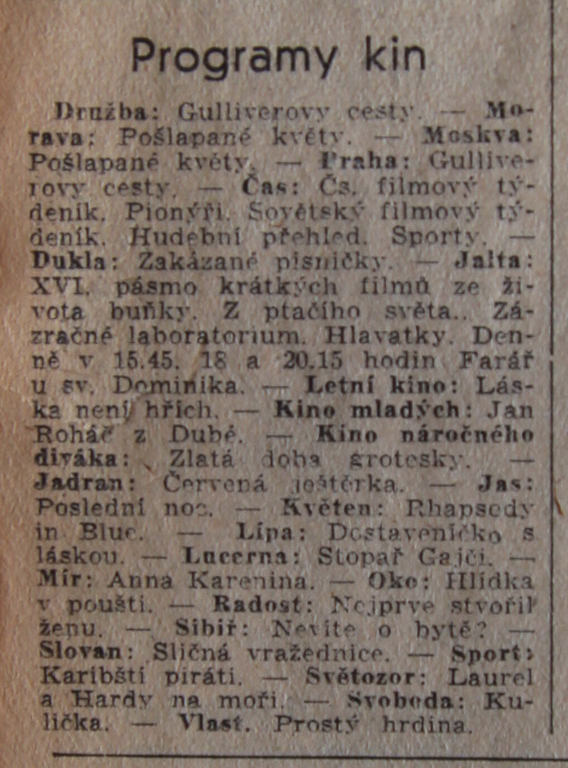 Programy kin
Družba: Gulliverovy cesty. — Mo-
rava: Pošlapané květy. — Moskva:
Pošlapané květy. — Praha: Gullive-
rovy cesty. — Čas: Čs. filmový tý-
deník. Pionýři. Sovětský filmový tý-
deník. Hudební přehled. Sporty. —
Dukla: Zakázané písničky. — Jalta:
XVI. pásmo krátkých filmů ze ži-
vota buňky. Z ptačího světa.. Zá-
zračné laboratorium. Hlavatky. Den-
ně v 15.45. 18 a 20.15 hodin Farář
u sv. Dominika. — Letní kino: Lás-
ka není hřích. — Kino mladých: Jan
Roháč z Dubé. — Kino náročného
diváka: Zlatá doba grotesky. —
Jadran: Červená ještěrka. — Jas:
Poslední noc. — Květen: Rhapsody
in Blue. — Lípa: Dostaveníčko s
láskou. — Lucerna: Stopař Gajči. —
Mír: Anna Karenina. — Oko: Hlídka
v poušti. — Radost: Nejprve stvořil
ženu. — Sibiř: Nevíte o bytě? —
Slovan: Sličná vražednice. — Sport:
Karibští piráti. — Světozor: Laurel
a Hardy na moři. — Svoboda: Ku-
lička. — Vlast. Prostý hrdina.